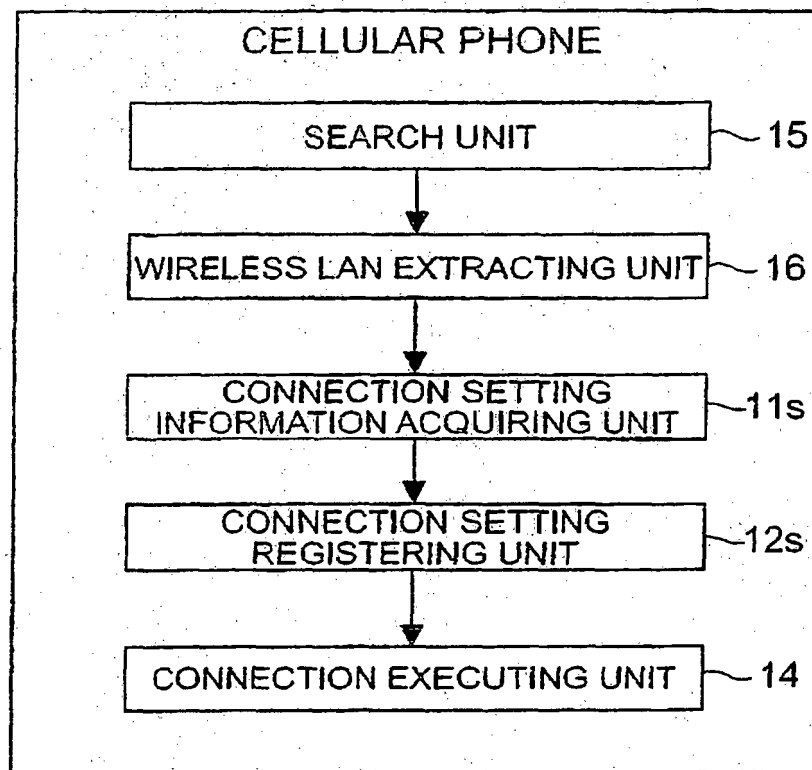 CELLULAR PHONE
SEARCH UNIT
15
WIRELESS LAN EXTRACTING UNIT
16
CONNECTION SETTING
INFORMATION ACQUIRING UNIT
11s
CONNECTION SETTING
REGISTERING UNIT
12s
CONNECTION EXECUTING UNIT
14